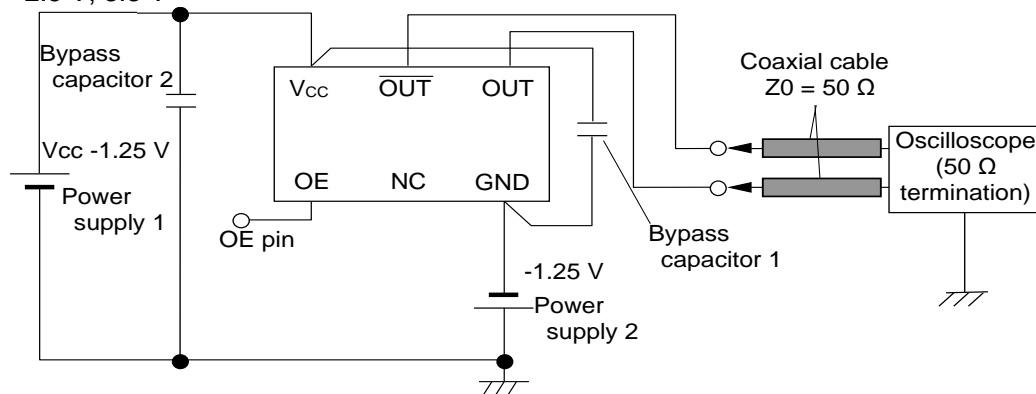 Bypass
capacitor 2
Vcc -1.25 V
Power
supply 1
VCC
OUT
OUT
OE
NC
GND
OE pin
-1.25 V
Power
supply 2
Bypass
capacitor 1
Coaxial cable
Z0 = 50 Ω
Oscilloscope
(50 Ω
termination)